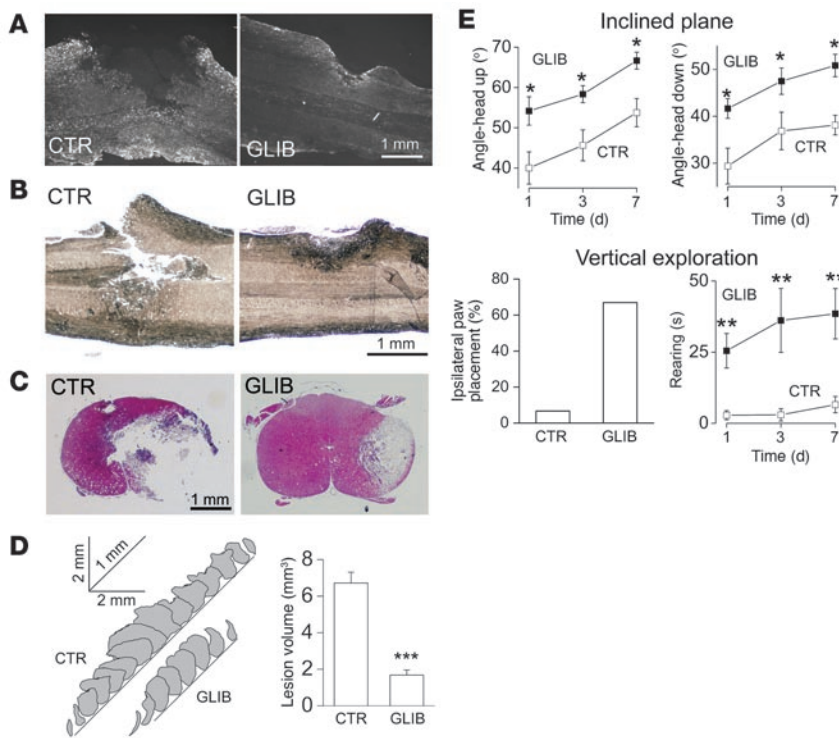 A
CTR
GLIB
1 mm
B
CTR
GLIB
1 mm
C
CTR
GLIB
1 mm
D
2 mm
1 mm
2 mm
CTR
GLIB
Lesion volume (mm³)
8
6
4
2
0
***
CTR
GLIB
E
Inclined plane
Angle-head up (°)
70
60
50
40
GLIB
*
*
*
CTR
1
3
7
Time (d)
Angle-head down (°)
50
40
30
GLIB
*
*
*
CTR
1
3
7
Time (d)
Vertical exploration
Ipsilateral paw
placement (%)
80
60
40
20
0
CTR
GLIB
Rearing (s)
50
25
0
GLIB
**
**
**
CTR
1
3
7
Time (d)